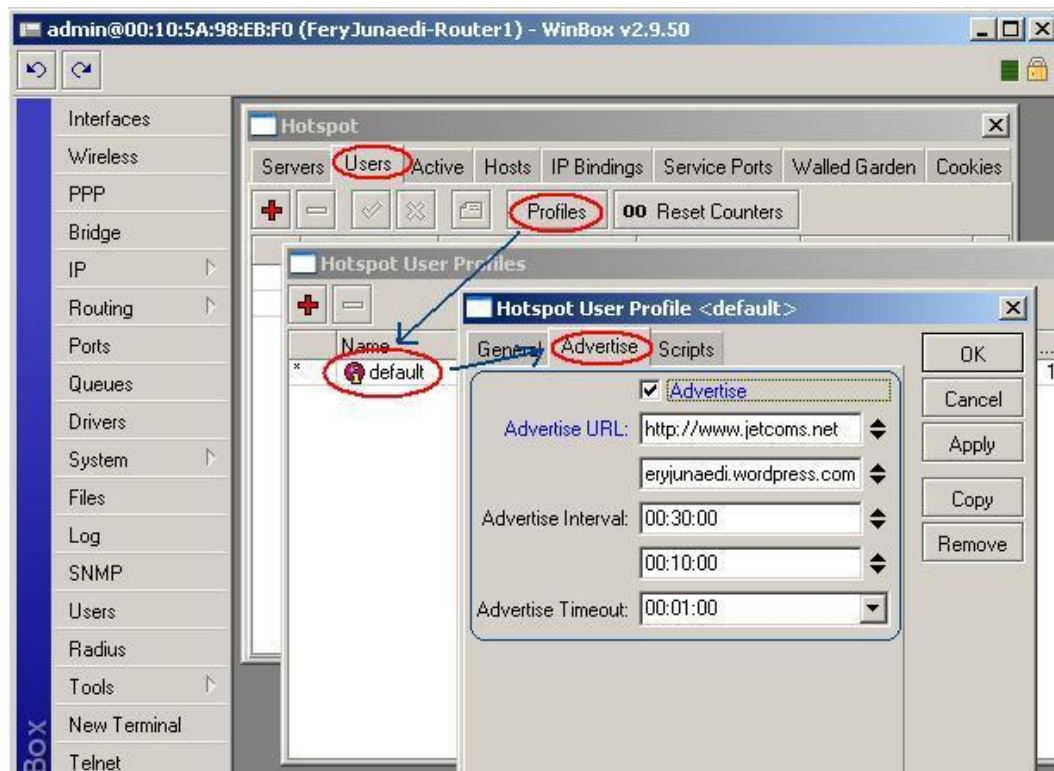 admin@00:10:5A:98:EB:F0 (FeryJunaedi-Router1) - WinBox v2.9.50
Interfaces
Wireless
PPP
Bridge
IP
Routing
Ports
Queues
Drivers
System
Files
Log
SNMP
Users
Radius
Tools
New Terminal
Telnet
Box
Hotspot
Servers Users Active Hosts IP Bindings Service Ports Walled Garden Cookies
Profiles 00 Reset Counters
Hotspot User Profiles
Name
* default
Hotspot User Profile <default>
General Advertise Scripts
Advertise
Advertise URL: http://www.jetcoms.net
eryjunaedi.wordpress.com
Advertise Interval: 00:30:00
00:10:00
Advertise Timeout: 00:01:00
OK
Cancel
Apply
Copy
Remove
...
1